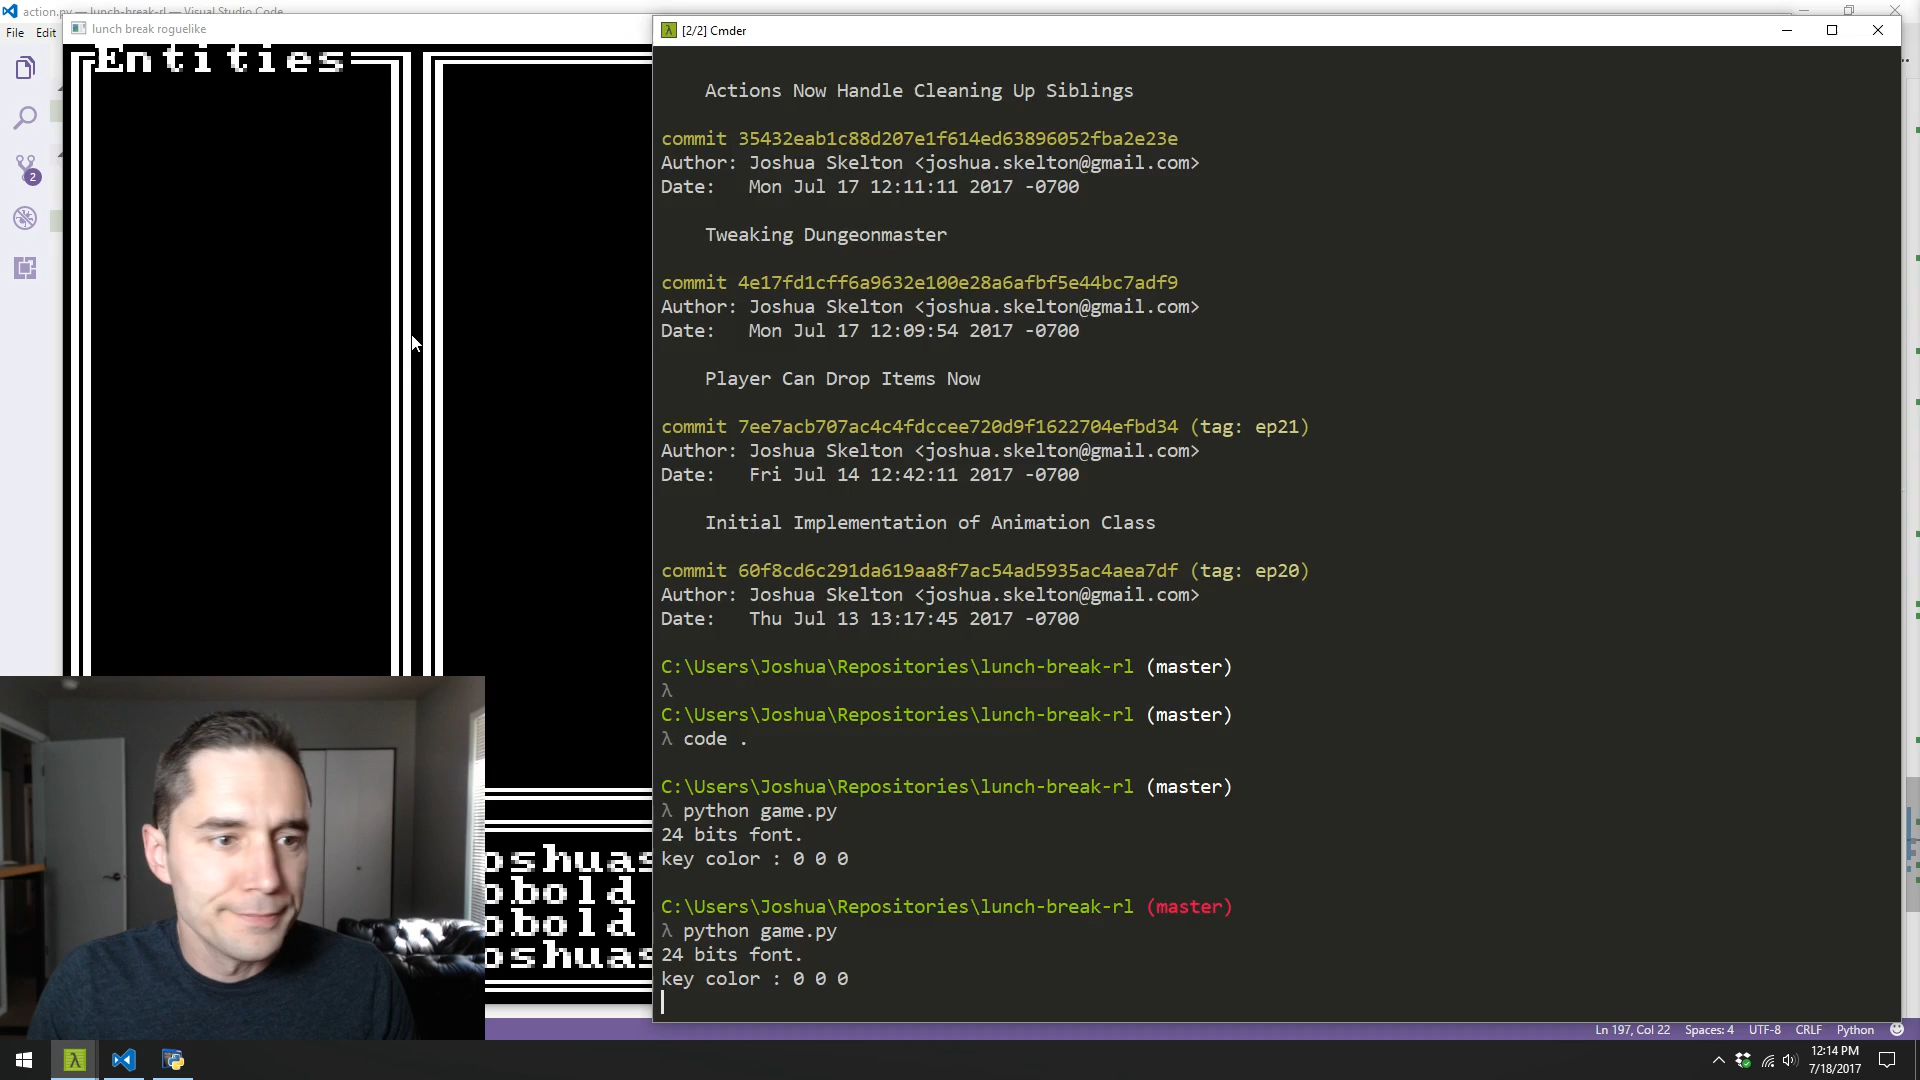 action.py — lunch-break-rl — Visual Studio Code
File Edit
lunch break roguelike
Entities
2
[2/2] Cmder
Actions Now Handle Cleaning Up Siblings
commit 35432eab1c88d207e1f614ed63896052fba2e23e
Author: Joshua Skelton <joshua.skelton@gmail.com>
Date:   Mon Jul 17 12:11:11 2017 -0700
Tweaking Dungeonmaster
commit 4e17fd1cff6a9632e100e28a6afbf5e44bc7adf9
Author: Joshua Skelton <joshua.skelton@gmail.com>
Date:   Mon Jul 17 12:09:54 2017 -0700
Player Can Drop Items Now
commit 7ee7acb707ac4c4fdccee720d9f1622704efbd34 (tag: ep21)
Author: Joshua Skelton <joshua.skelton@gmail.com>
Date:   Fri Jul 14 12:42:11 2017 -0700
Initial Implementation of Animation Class
commit 60f8cd6c291da619aa8f7ac54ad5935ac4aea7df (tag: ep20)
Author: Joshua Skelton <joshua.skelton@gmail.com>
Date:   Thu Jul 13 13:17:45 2017 -0700
C:\Users\Joshua\Repositories\lunch-break-rl (master)
λ
C:\Users\Joshua\Repositories\lunch-break-rl (master)
λ code .
C:\Users\Joshua\Repositories\lunch-break-rl (master)
λ python game.py
24 bits font.
key color : 0 0 0
C:\Users\Joshua\Repositories\lunch-break-rl (master)
λ python game.py
24 bits font.
key color : 0 0 0
oshuas
obold
obold
oshuas
Ln 197, Col 22 Spaces: 4 UTF-8 CRLF Python
12:14 PM
7/18/2017